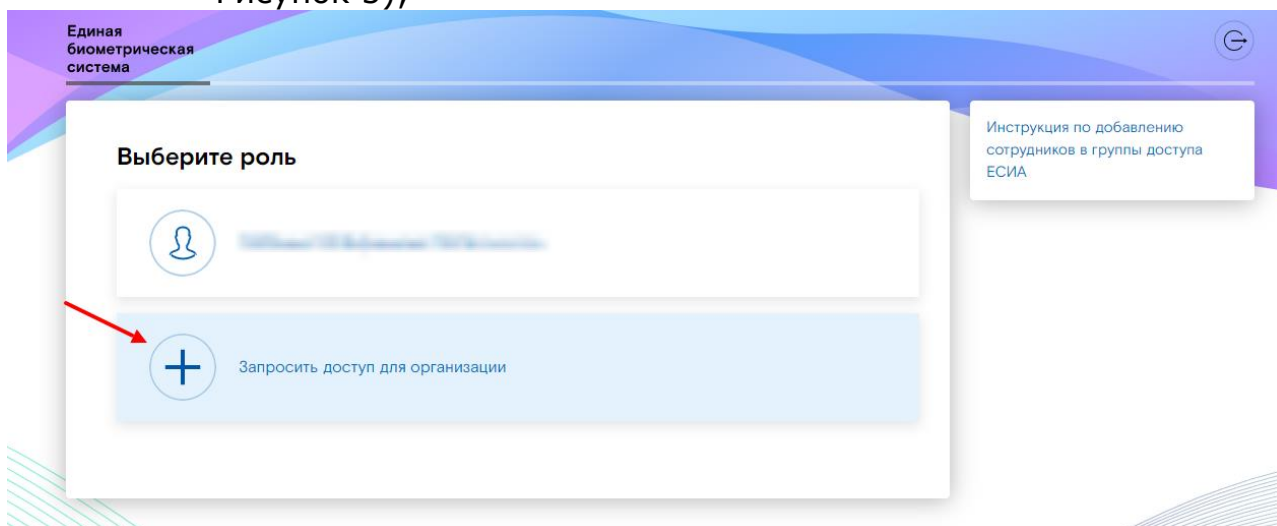 Единая
биометрическая
система
Выберите роль
Запросить доступ для организации
Инструкция по добавлению
сотрудников в группы доступа
ЕСИА